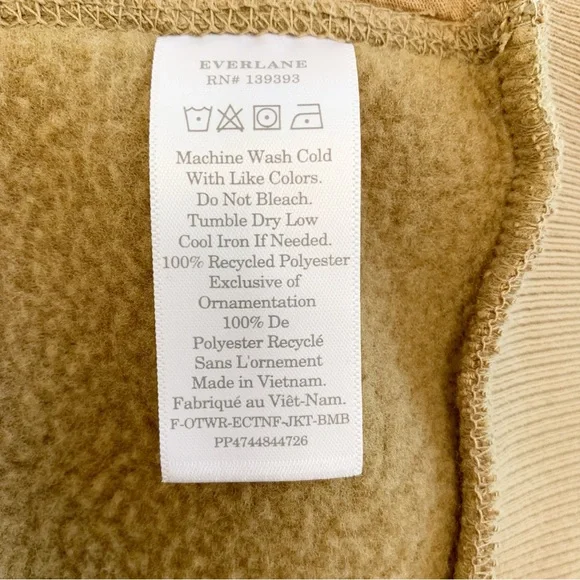 EVERLANE
RN# 139393
Machine Wash Cold
With Like Colors.
Do Not Bleach.
Tumble Dry Low
Cool Iron If Needed.
100% Recycled Polyester
Exclusive of
Ornamentation
100% De
Polyester Recyclé
Sans L'ornement
Made in Vietnam.
Fabriqué au Viêt-Nam.
F-OTWR-ECTNF-JKT-BMB
PP4744844726